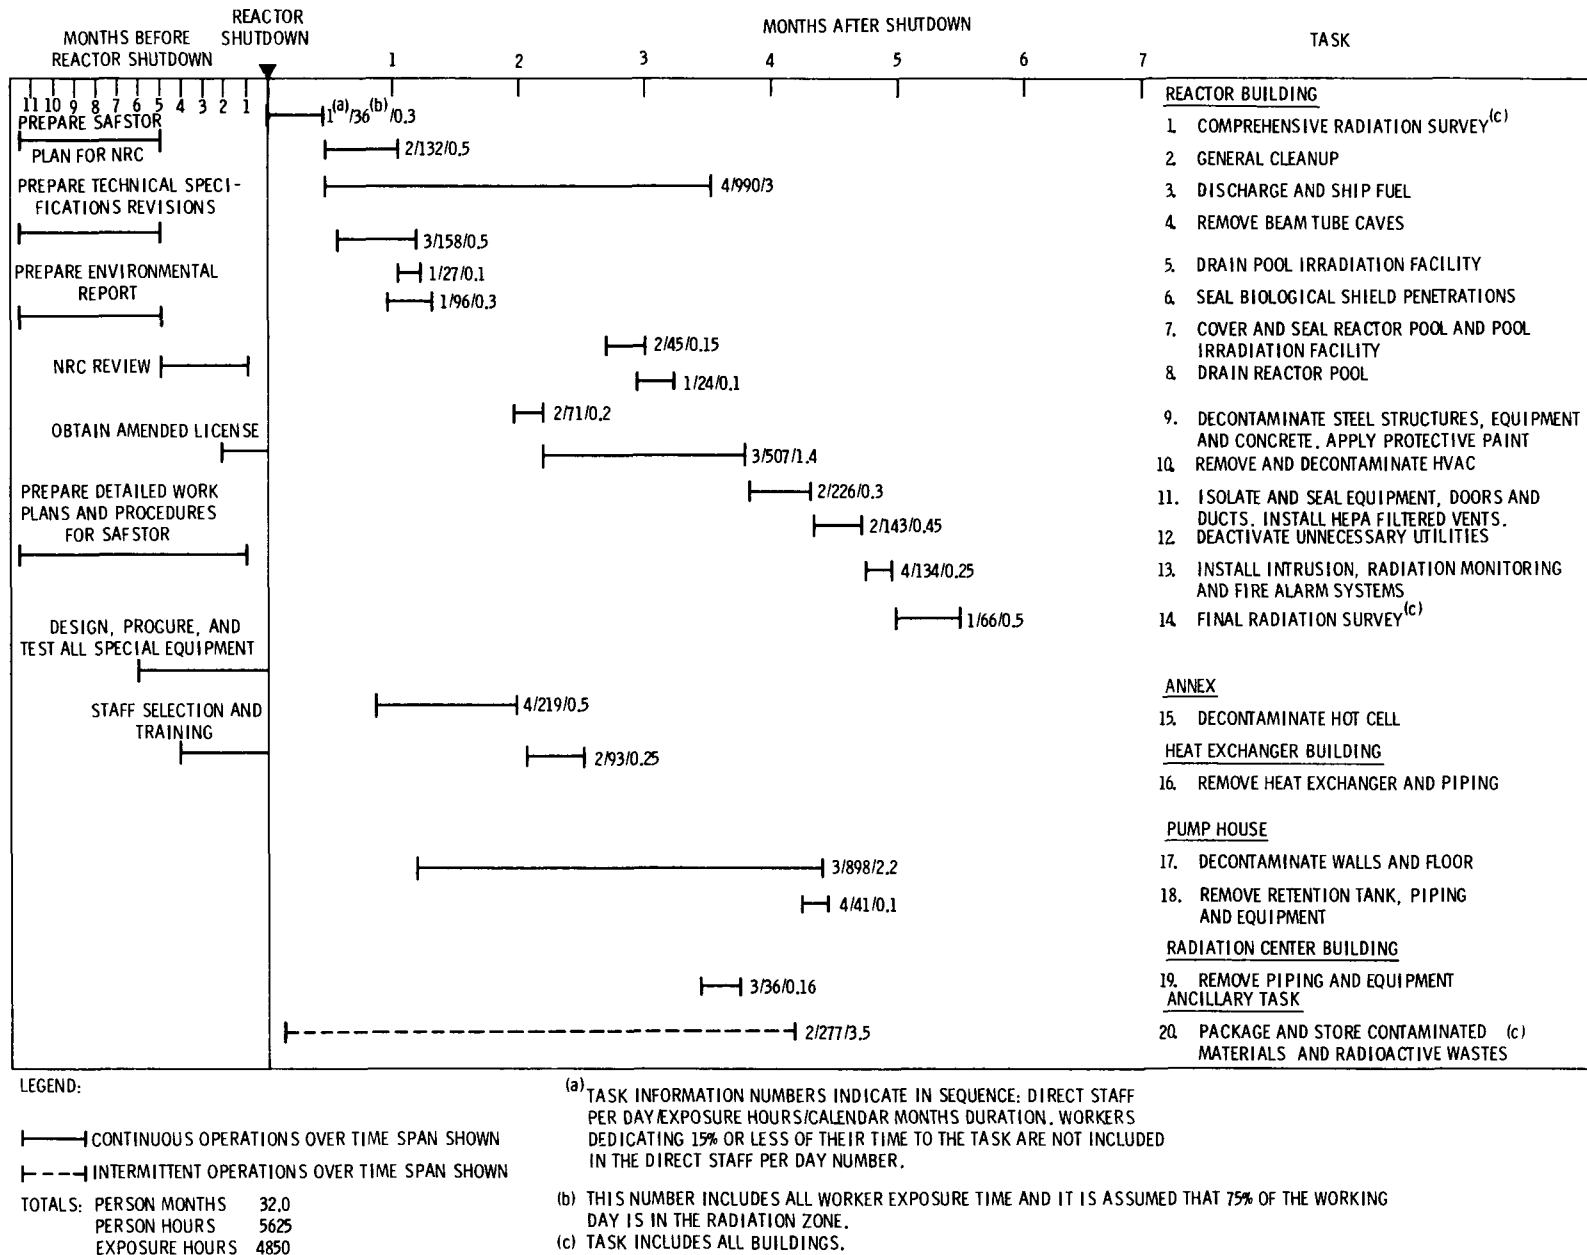 MONTHS BEFORE
REACTOR SHUTDOWN
REACTOR
SHUTDOWN
MONTHS AFTER SHUTDOWN
TASK
1 2 3 4 5 6 7
11 10 9 8 7 6 5 4 3 2 1
PREPARE SAFSTOR
PLAN FOR NRC
PREPARE TECHNICAL SPECI-
FICATIONS REVISIONS
PREPARE ENVIRONMENTAL
REPORT
NRC REVIEW
OBTAIN AMENDED LICENSE
PREPARE DETAILED WORK
PLANS AND PROCEDURES
FOR SAFSTOR
DESIGN, PROCURE, AND
TEST ALL SPECIAL EQUIPMENT
STAFF SELECTION AND
TRAINING
1(a)/36(b)/0.3
2/132/0.5
4/990/3
3/158/0.5
1/27/0.1
1/96/0.3
2/45/0.15
1/24/0.1
2/71/0.2
3/507/1.4
2/226/0.3
2/143/0.45
4/134/0.25
1/66/0.5
4/219/0.5
2/93/0.25
3/898/2.2
4/41/0.1
3/36/0.16
2/277/3.5
REACTOR BUILDING
1. COMPREHENSIVE RADIATION SURVEY(c)
2. GENERAL CLEANUP
3. DISCHARGE AND SHIP FUEL
4. REMOVE BEAM TUBE CAVES
5. DRAIN POOL IRRADIATION FACILITY
6. SEAL BIOLOGICAL SHIELD PENETRATIONS
7. COVER AND SEAL REACTOR POOL AND POOL
IRRADIATION FACILITY
8. DRAIN REACTOR POOL
9. DECONTAMINATE STEEL STRUCTURES, EQUIPMENT
AND CONCRETE. APPLY PROTECTIVE PAINT
10. REMOVE AND DECONTAMINATE HVAC
11. ISOLATE AND SEAL EQUIPMENT, DOORS AND
DUCTS. INSTALL HEPA FILTERED VENTS.
12. DEACTIVATE UNNECESSARY UTILITIES
13. INSTALL INTRUSION, RADIATION MONITORING
AND FIRE ALARM SYSTEMS
14. FINAL RADIATION SURVEY(c)
ANNEX
15. DECONTAMINATE HOT CELL
HEAT EXCHANGER BUILDING
16. REMOVE HEAT EXCHANGER AND PIPING
PUMP HOUSE
17. DECONTAMINATE WALLS AND FLOOR
18. REMOVE RETENTION TANK, PIPING
AND EQUIPMENT
RADIATION CENTER BUILDING
19. REMOVE PIPING AND EQUIPMENT
ANCILLARY TASK
20. PACKAGE AND STORE CONTAMINATED (c)
MATERIALS AND RADIOACTIVE WASTES
LEGEND:
CONTINUOUS OPERATIONS OVER TIME SPAN SHOWN
INTERMITTENT OPERATIONS OVER TIME SPAN SHOWN
TOTALS: PERSON MONTHS 32.0
PERSON HOURS 5625
EXPOSURE HOURS 4850
(a) TASK INFORMATION NUMBERS INDICATE IN SEQUENCE: DIRECT STAFF
PER DAY/EXPOSURE HOURS/CALENDAR MONTHS DURATION. WORKERS
DEDICATING 15% OR LESS OF THEIR TIME TO THE TASK ARE NOT INCLUDED
IN THE DIRECT STAFF PER DAY NUMBER.
(b) THIS NUMBER INCLUDES ALL WORKER EXPOSURE TIME AND IT IS ASSUMED THAT 75% OF THE WORKING
DAY IS IN THE RADIATION ZONE.
(c) TASK INCLUDES ALL BUILDINGS.